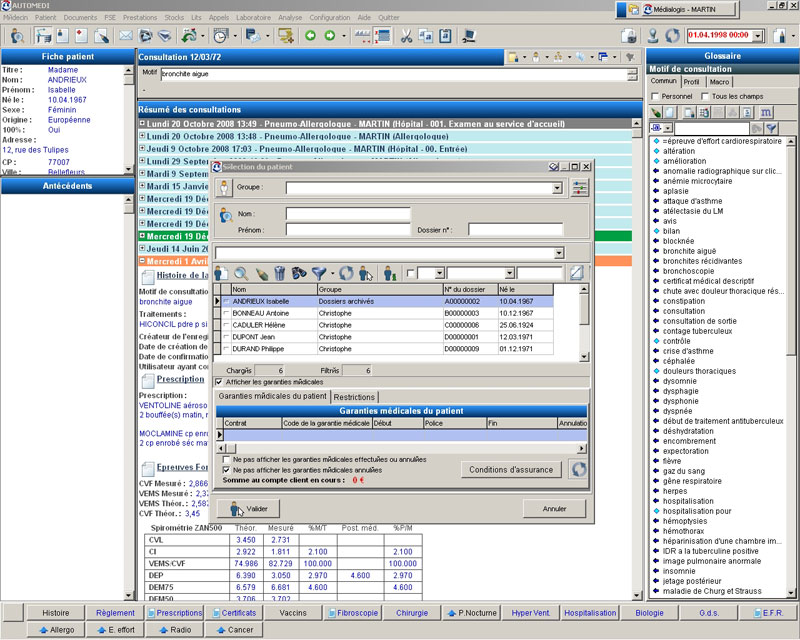 AUTOMEDI
Médialogis - MARTIN
Médecin Patient Documents PSE Prestations Stocks Lits Appels Laboratoire Analyse Configuration Aide Quitter
01.04.1998 00:00
Fiche patient
Titre : Madame
Nom : ANDRIEUX
Prénom : Isabelle
Né le : 10.04.1967
Sexe : Féminin
Origine : Européenne
100% : Oui
Adresse :
12, rue des Tulipes
CP : 77007
Ville : Bellefleurs
Antécédents
Consultation 12/03/72
Motif bronchite aigue
-
Résumé des consultations
Lundi 20 Octobre 2008 13:49 - Pneumo-Allergologue - MARTIN (Hôpital - 001. Examen au service d'accueil)
Lundi 20 Octobre 2008 13:48 - Pneumo-Allergologue - MARTIN (Allergologue)
Jeudi 9 Octobre 2008 17:03 - Pneumo-Allergologue - MARTIN (Hôpital - 00. Entrée)
Lundi 29 Sept
Mardi 9 Septem
Mardi 15 Janvie
Mercredi 19 Dé
Mercredi 19 Dé
Mercredi 19 Dé
Mercredi 19 Dé
Jeudi 14 Juin 20
Mercredi 1 Avri
Histoire de la
Motif de consultat
bronchite aigue
Traitements :
HICONCIL pdre p si
Créateur de l'enreg
Date de création de
Date de confirmation
Utilisateur ayant co
Prescription
Prescription :
VENTOLINE aéroso
2 bouffée(s) matin, r
MOCLAMINE cp enr
2 cp enrobé séc mat
Epreuves Fon
CVF Mesuré : 2,866
VEMS Mesuré : 2,37
VEMS Théor. : 2,587
CVF Théor. : 3,45
Spirométrie ZAN500 Théor. Mesuré %M/T Post. méd. %P/M
CVL 3.450 2.731
CI 2.922 1.811 2.100 2.100
VEMS/CVF 74.986 82.729 100.000 100.000
DEP 6.390 3.050 2.970 4.600 2.970
DEM75 6.579 6.681 4.600 4.600
DEM50 3.706 3.702
Sélection du patient
Groupe :
Nom :
Prénom : Dossier n° :
Nom Groupe N° du dossier Né le
ANDRIEUX Isabelle Dossiers archivés A00000002 10.04.1967
BONNEAU Antoine Christophe B00000003 10.12.1967
CADULER Hélène Christophe C00000006 25.06.1924
DUPONT Jean Christophe D00000001 12.03.1971
DURAND Philippe Christophe D00000009 01.12.1971
Chargés 6 Filtrés 6
Afficher les garanties médicales
Garanties médicales du patient Restrictions
Garanties médicales du patient
Contrat Code de la garantie médicale Début Police Fin Annulatio
Ne pas afficher les garanties médicales effectuées ou annulées
Ne pas afficher les garanties médicales annulées
Somme au compte client en cours : 0 €
Conditions d'assurance
Valider Annuler
Glossaire
Motif de consultation
Commun Profil Macro
Personnel Tous les champs
=épreuve d'effort cardiorespiratoire
altération
amélioration
anomalie radiographique sur clic...
anémie microcytaire
aplasie
attaque d'asthme
atélectasie du LM
avis
bilan
blocknée
bronchite aiguë
bronchites récidivantes
bronchoscopie
certificat médical descriptif
chute avec douleur thoracique rés...
constipation
consultation
consultation de sortie
contage tuberculeux
contrôle
crise d'asthme
céphalée
douleurs thoraciques
dysomnie
dysphagie
dysphonie
dyspnée
début de traitement antituberculeux
déshydratation
encombrement
expectoration
fièvre
gaz du sang
gêne respiratoire
herpes
hospitalisation
hospitalisation pour
hémoptysies
hémothorax
héparinisation d'une chambre im...
IDR a la tuberculine positive
image pulmonaire anormale
insomnie
jetage postérieur
maladie de Churg et Strauss
Histoire Règlement Prescriptions Certificats Vaccins Fibroscopie Chirurgie P.Nocturne Hyper Vent. Hospitalisation Biologie G.d.s. E.F.R.
Allergo E. effort Radio Cancer